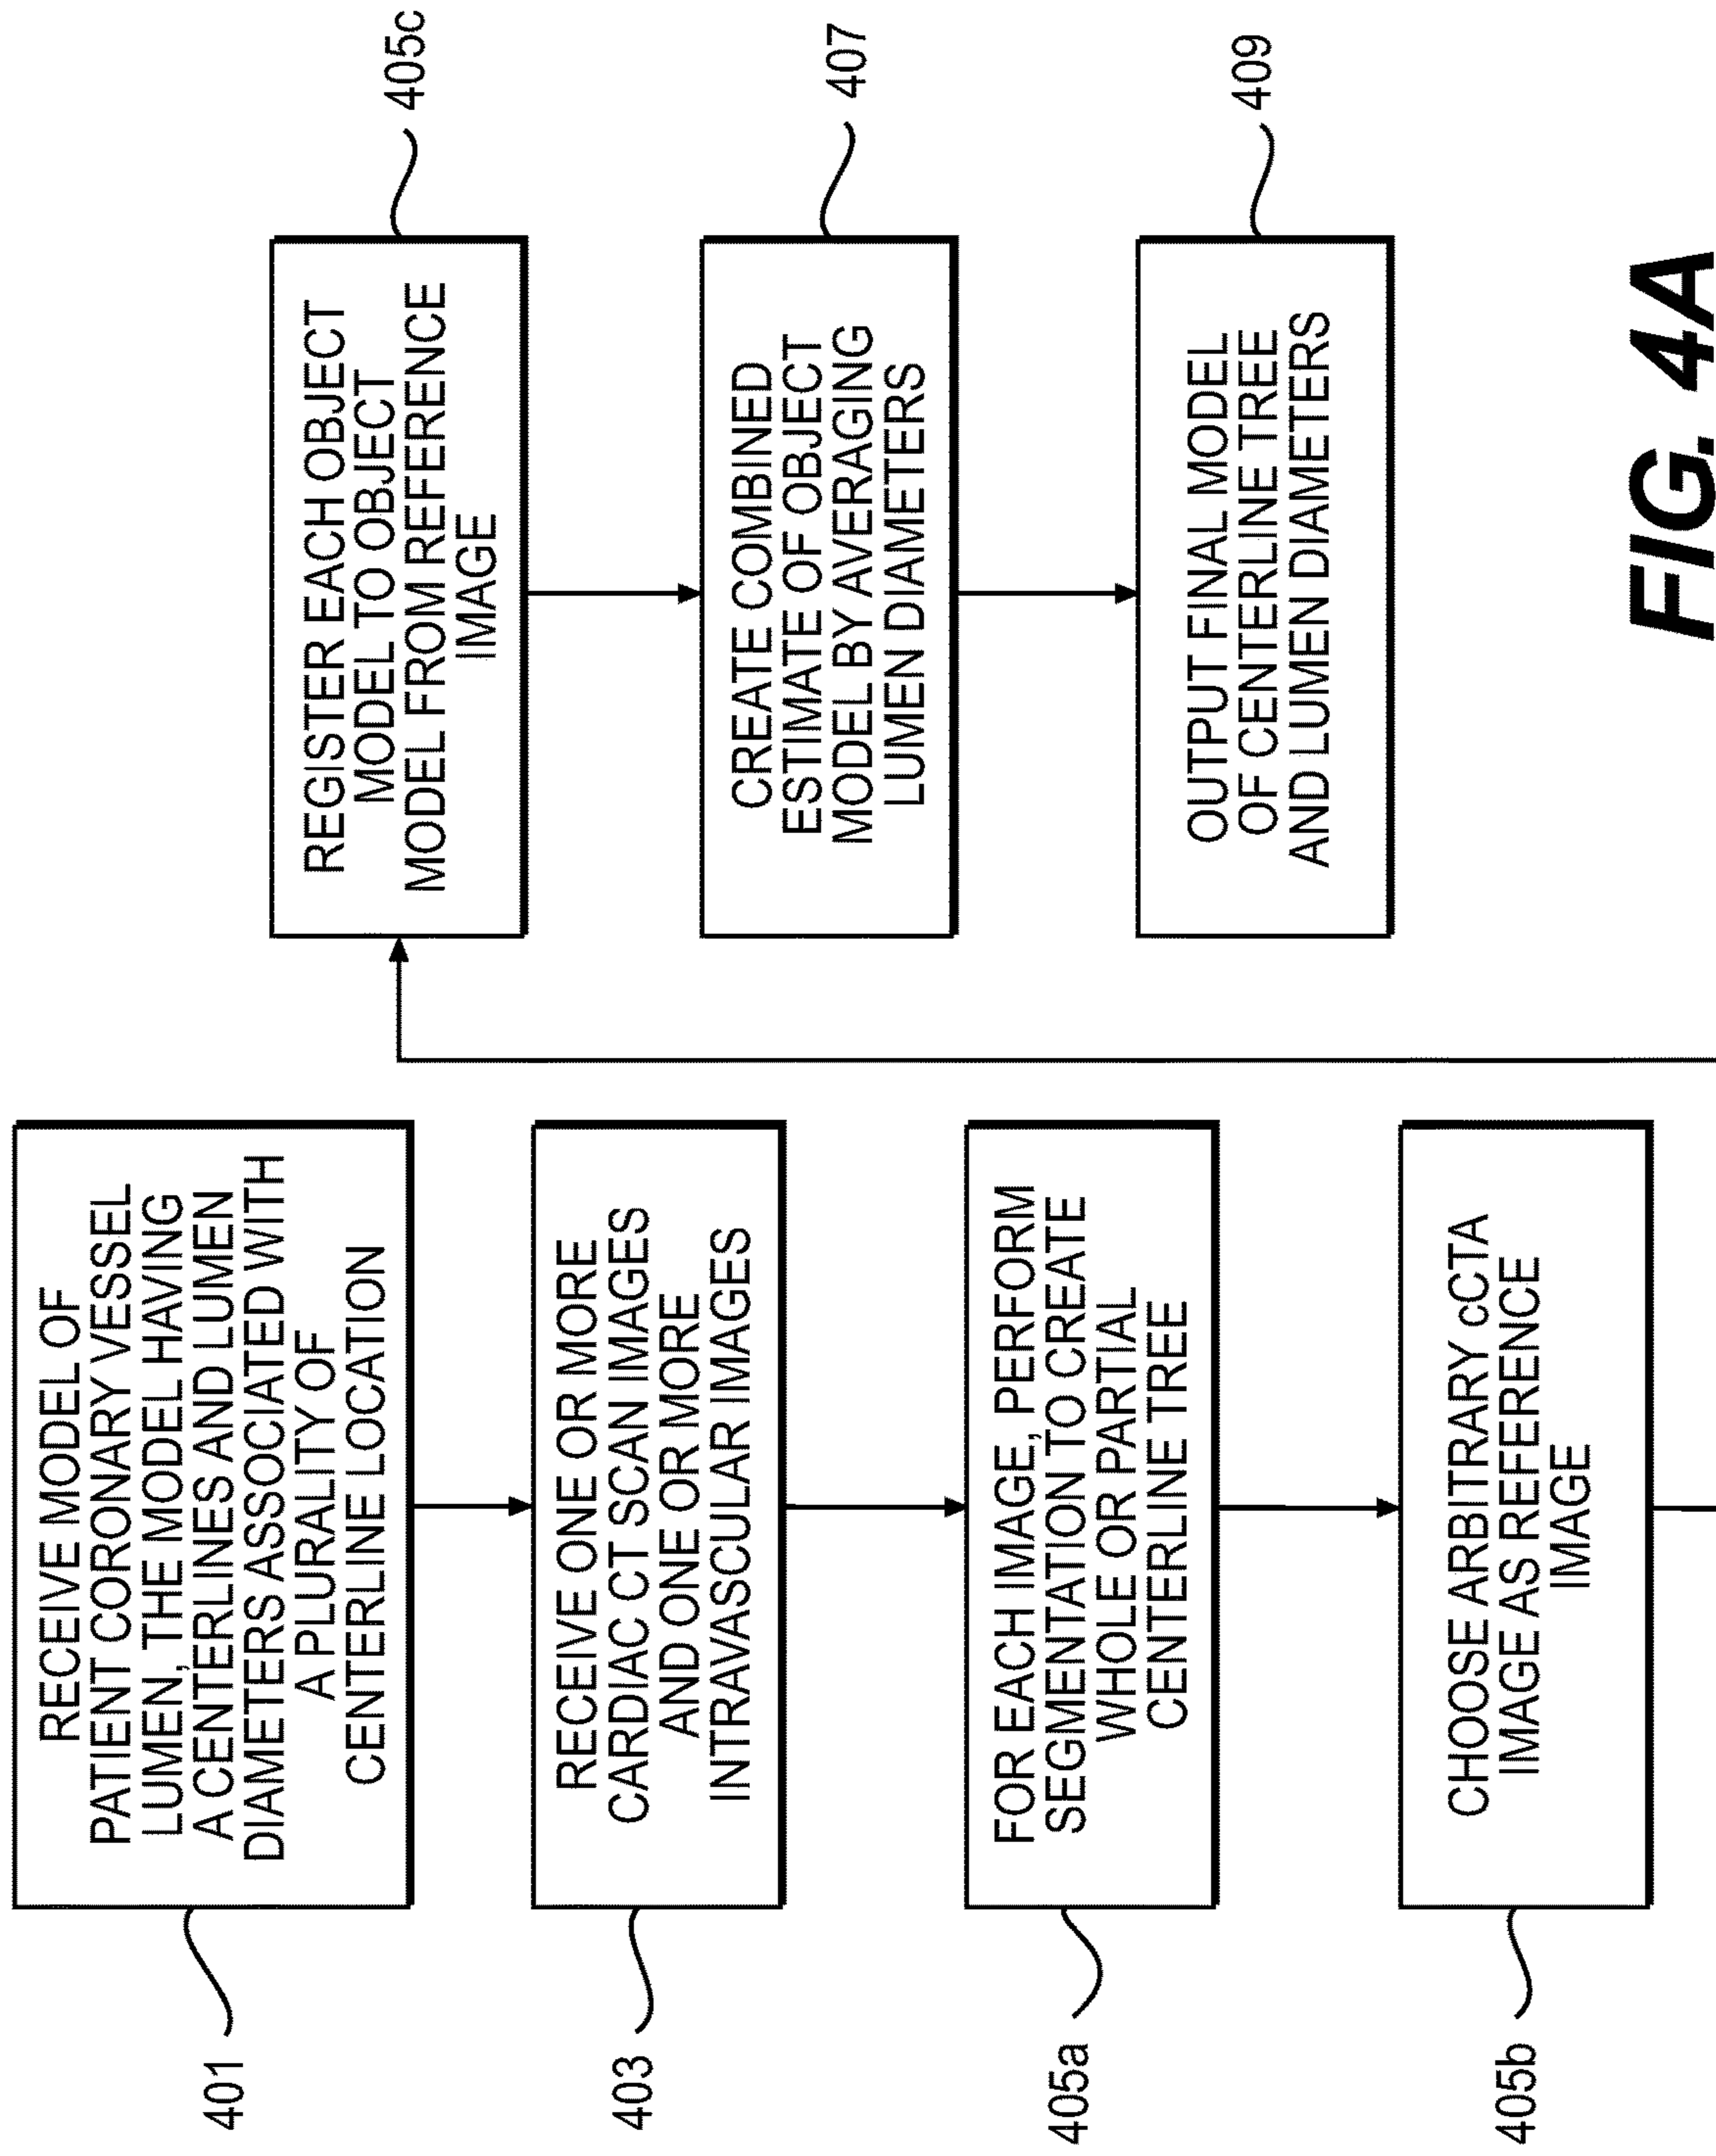 401
RECEIVE MODEL OF
PATIENT CORONARY VESSEL
LUMEN, THE MODEL HAVING
A CENTERLINES AND LUMEN
DIAMETERS ASSOCIATED WITH
A PLURALITY OF
CENTERLINE LOCATION
403
RECEIVE ONE OR MORE
CARDIAC CT SCAN IMAGES
AND ONE OR MORE
INTRAVASCULAR IMAGES
405a
FOR EACH IMAGE, PERFORM
SEGMENTATION TO CREATE
WHOLE OR PARTIAL
CENTERLINE TREE
405b
CHOOSE ARBITRARY cCTA
IMAGE AS REFERENCE
IMAGE
405c
REGISTER EACH OBJECT
MODEL TO OBJECT
MODEL FROM REFERENCE
IMAGE
407
CREATE COMBINED
ESTIMATE OF OBJECT
MODEL BY AVERAGING
LUMEN DIAMETERS
409
OUTPUT FINAL MODEL
OF CENTERLINE TREE
AND LUMEN DIAMETERS
FIG. 4A